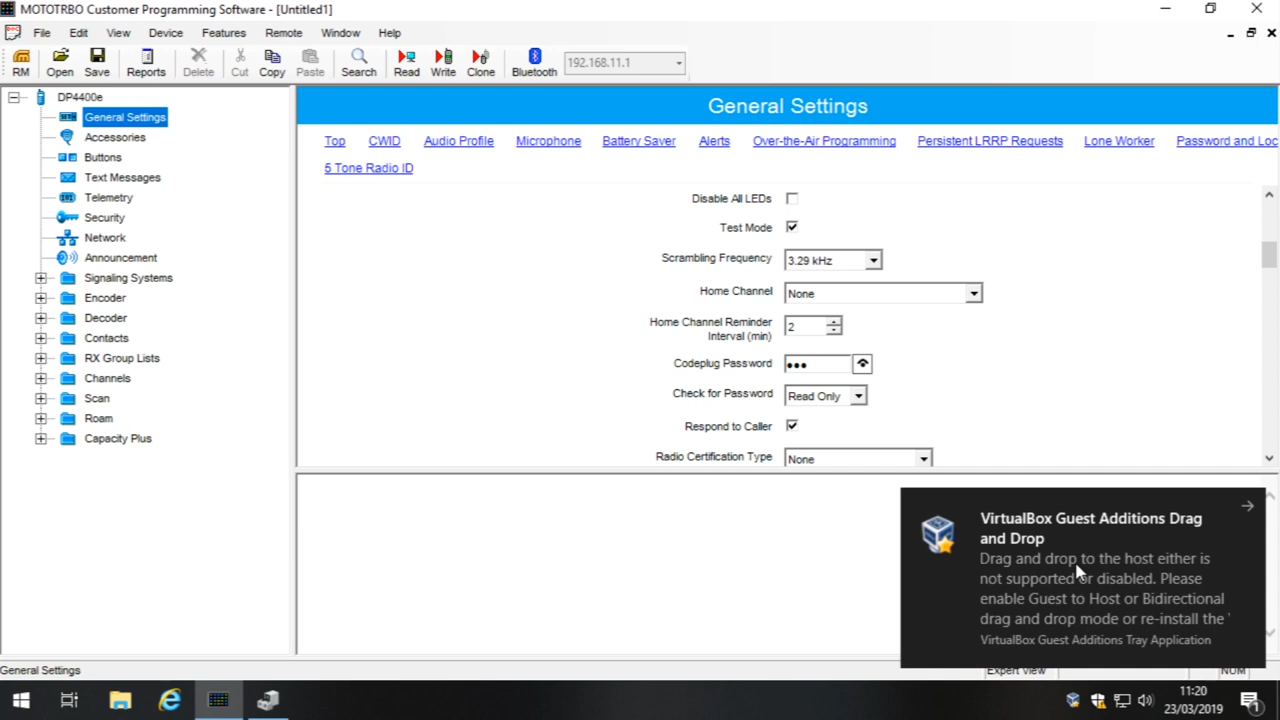 MOTOTRBO Customer Programming Software - [Untitled1]
File Edit View Device Features Remote Window Help
RM Open Save Reports Delete Cut Copy Paste Search Read Write Clone Bluetooth 192.168.11.1
DP4400e
General Settings
Accessories
Buttons
Text Messages
Telemetry
Security
Network
Announcement
Signaling Systems
Encoder
Decoder
Contacts
RX Group Lists
Channels
Scan
Roam
Capacity Plus
General Settings
Top CWID Audio Profile Microphone Battery Saver Alerts Over-the-Air Programming Persistent LRRP Requests Lone Worker Password and Loc
5 Tone Radio ID
Disable All LEDs
Test Mode
Scrambling Frequency 3.29 kHz
Home Channel None
Home Channel Reminder
Interval (min) 2
Codeplug Password •••
Check for Password Read Only
Respond to Caller
Radio Certification Type None
VirtualBox Guest Additions Drag
and Drop
Drag and drop to the host either is
not supported or disabled. Please
enable Guest to Host or Bidirectional
drag and drop mode or re-install the '
VirtualBox Guest Additions Tray Application
General Settings Expert View NUM
11:20
23/03/2019
1